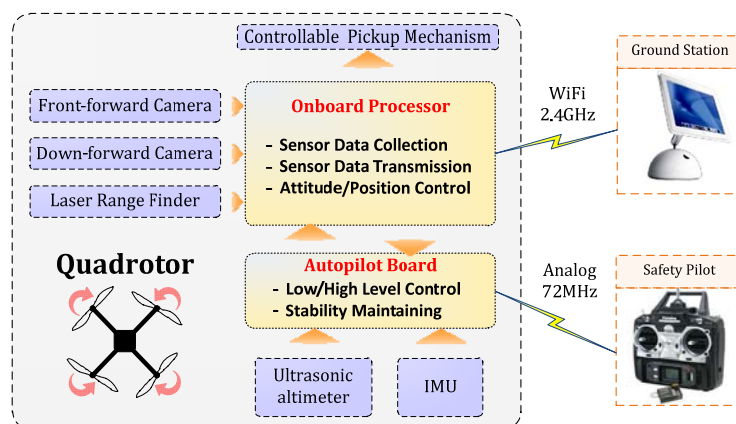 Controllable Pickup Mechanism
Ground Station
Front-forward Camera
Down-forward Camera
Laser Range Finder
Onboard Processor
- Sensor Data Collection
- Sensor Data Transmission
- Attitude/Position Control
WiFi
2.4GHz
Quadrotor
Autopilot Board
- Low/High Level Control
- Stability Maintaining
Analog
72MHz
Safety Pilot
Ultrasonic
altimeter
IMU